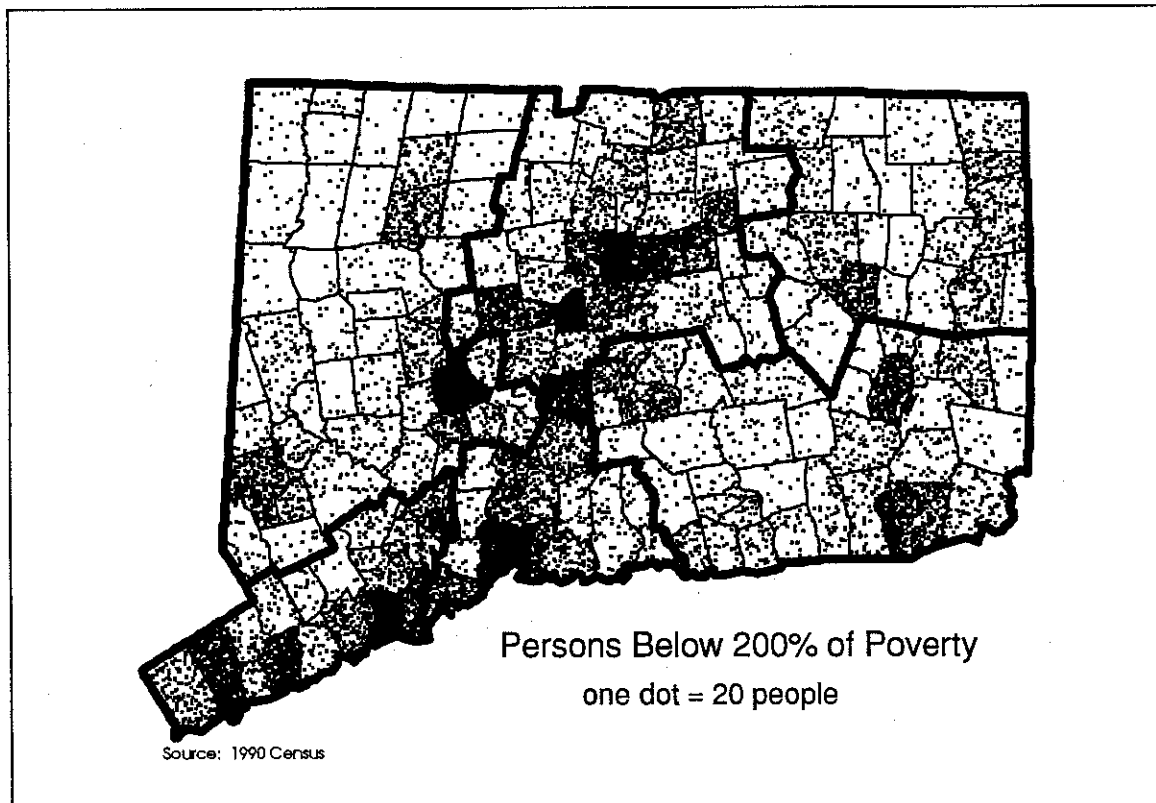 Persons Below 200% of Poverty
one dot = 20 people
Source: 1990 Census